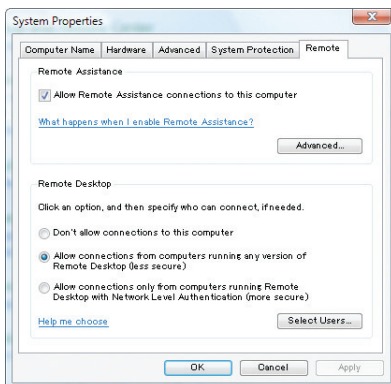 System Properties
Computer Name Hardware Advanced System Protection Remote
Remote Assistance
Allow Remote Assistance connections to this computer
What happens when I enable Remote Assistance?
Advanced...
Remote Desktop
Click an option, and then specify who can connect, if needed.
Don't allow connections to this computer
Allow connections from computers running any version of
Remote Desktop (less secure)
Allow connections only from computers running Remote
Desktop with Network Level Authentication (more secure)
Help me choose
Select Users...
OK Cancel Apply